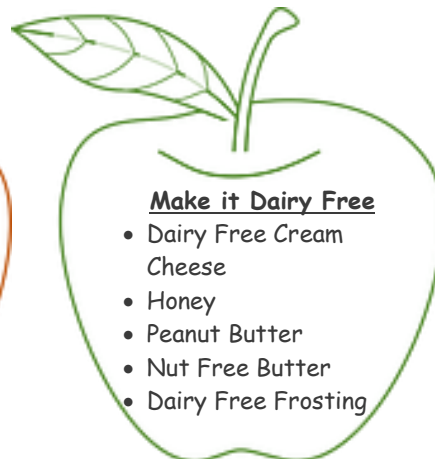 Make it Dairy Free
• Dairy Free Cream
Cheese
• Honey
• Peanut Butter
• Nut Free Butter
• Dairy Free Frosting